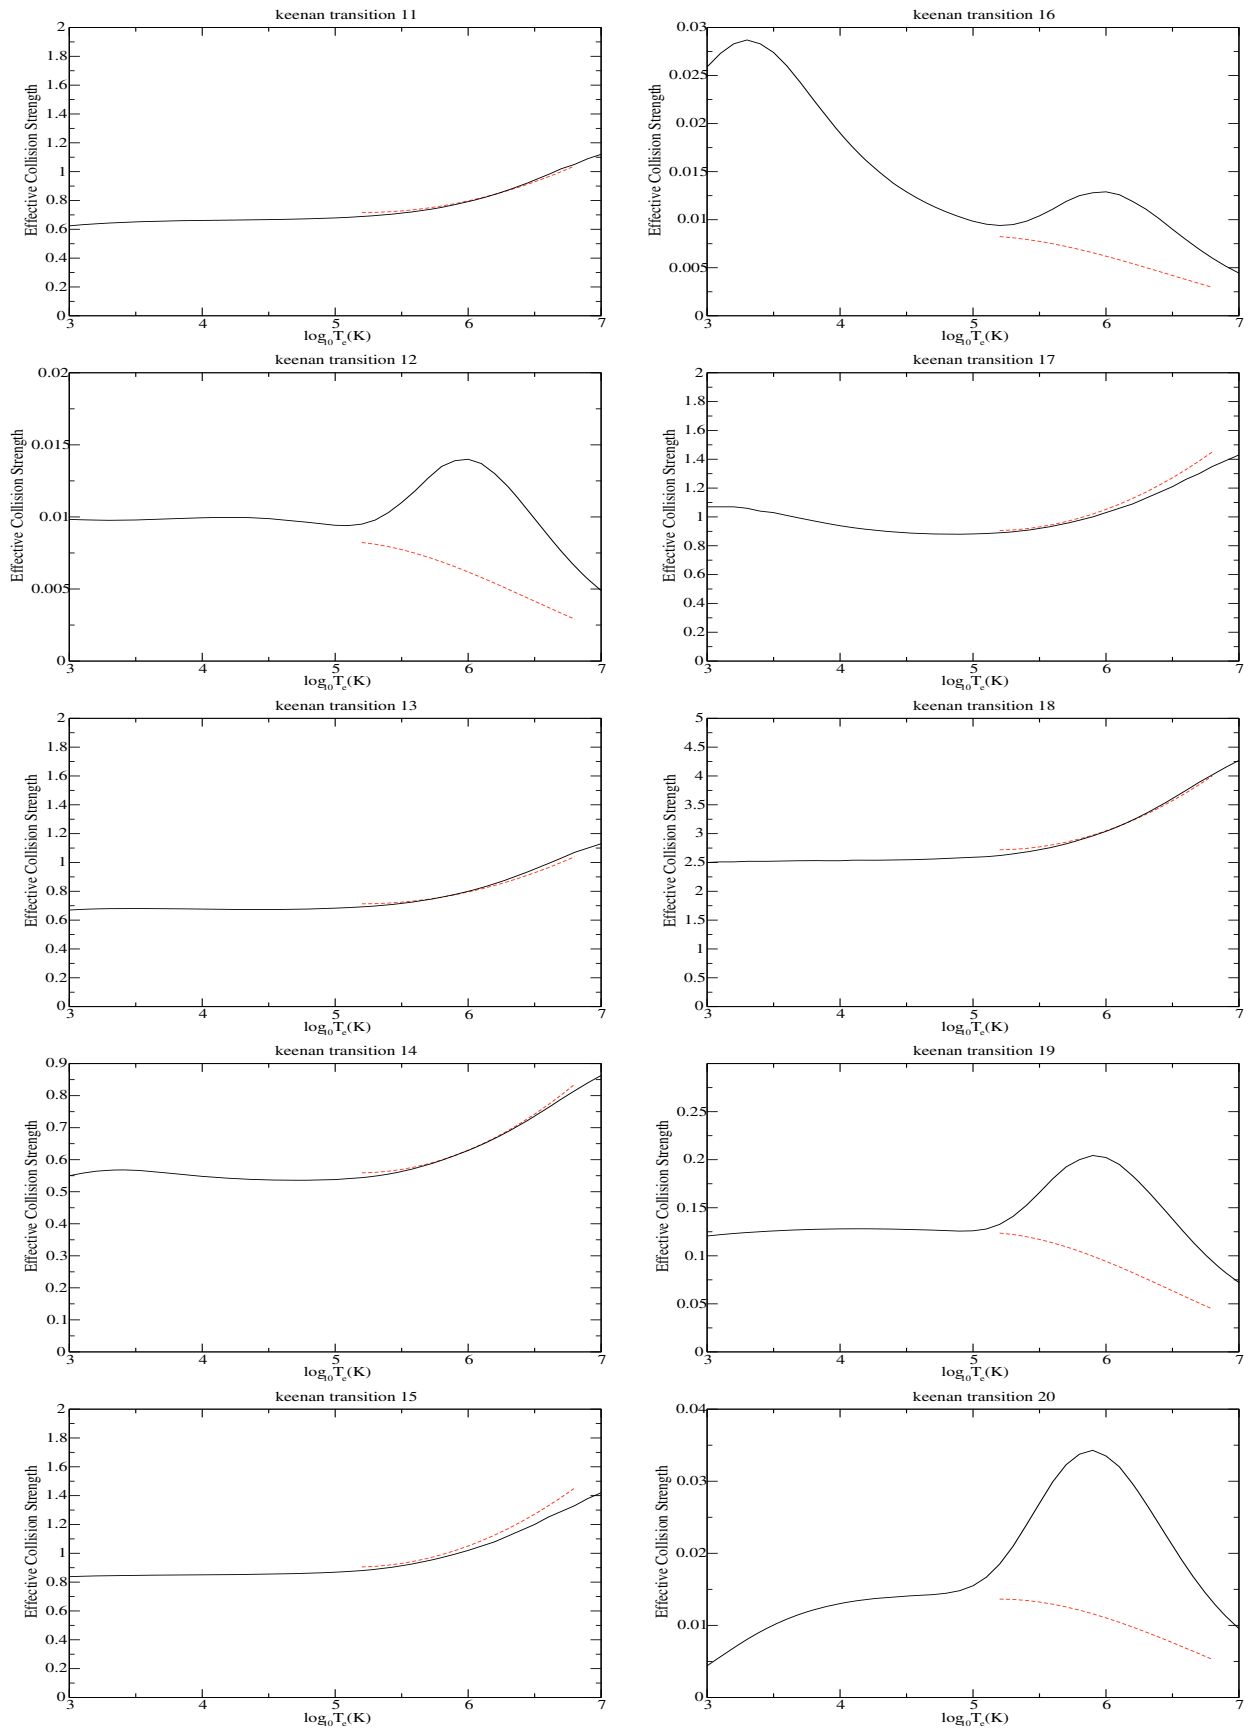 keenan transition 11
Effective Collision Strength
2
1.8
1.6
1.4
1.2
1
0.8
0.6
0.4
0.2
0
3 4 5 6 7
log₁₀Tₑ(K)
keenan transition 12
Effective Collision Strength
0.02
0.015
0.01
0.005
0
3 4 5 6 7
log₁₀Tₑ(K)
keenan transition 13
Effective Collision Strength
2
1.8
1.6
1.4
1.2
1
0.8
0.6
0.4
0.2
0
3 4 5 6 7
log₁₀Tₑ(K)
keenan transition 14
Effective Collision Strength
0.9
0.8
0.7
0.6
0.5
0.4
0.3
0.2
0.1
0
3 4 5 6 7
log₁₀Tₑ(K)
keenan transition 15
Effective Collision Strength
2
1.8
1.6
1.4
1.2
1
0.8
0.6
0.4
0.2
0
3 4 5 6 7
log₁₀Tₑ(K)
keenan transition 16
Effective Collision Strength
0.03
0.025
0.02
0.015
0.01
0.005
0
3 4 5 6 7
log₁₀Tₑ(K)
keenan transition 17
Effective Collision Strength
2
1.8
1.6
1.4
1.2
1
0.8
0.6
0.4
0.2
0
3 4 5 6 7
log₁₀Tₑ(K)
keenan transition 18
Effective Collision Strength
5
4.5
4
3.5
3
2.5
2
1.5
1
0.5
0
3 4 5 6 7
log₁₀Tₑ(K)
keenan transition 19
Effective Collision Strength
0.25
0.2
0.15
0.1
0.05
0
3 4 5 6 7
log₁₀Tₑ(K)
keenan transition 20
Effective Collision Strength
0.04
0.03
0.02
0.01
0
3 4 5 6 7
log₁₀Tₑ(K)